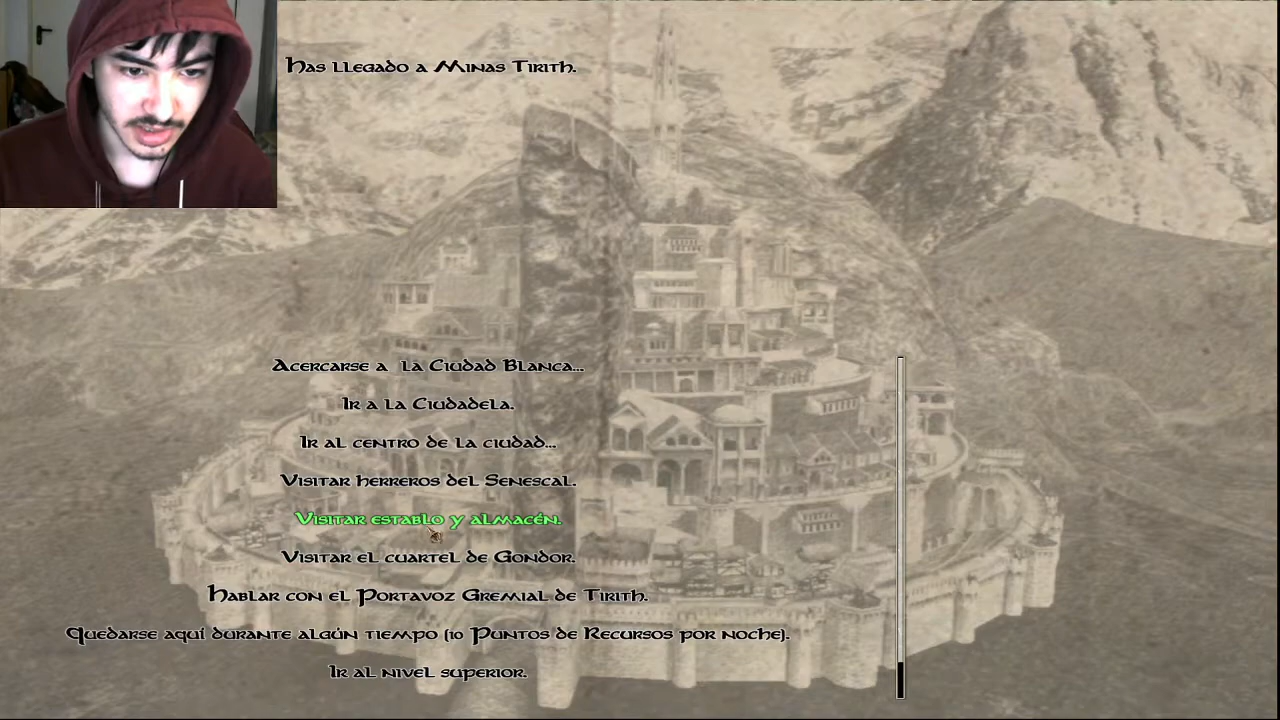 Has llegado a Minas Tirith.
Acercarse a la Ciudad Blanca...
Ir a la Ciudadela.
Ir al centro de la ciudad...
Visitar herreros del Senescal.
Visitar establo y almacén.
Visitar el cuartel de Gondor.
Hablar con el Portavoz Gremial de Tirith.
Quedarse aquí durante algún tiempo (10 Puntos de Recursos por noche).
Ir al nivel superior.